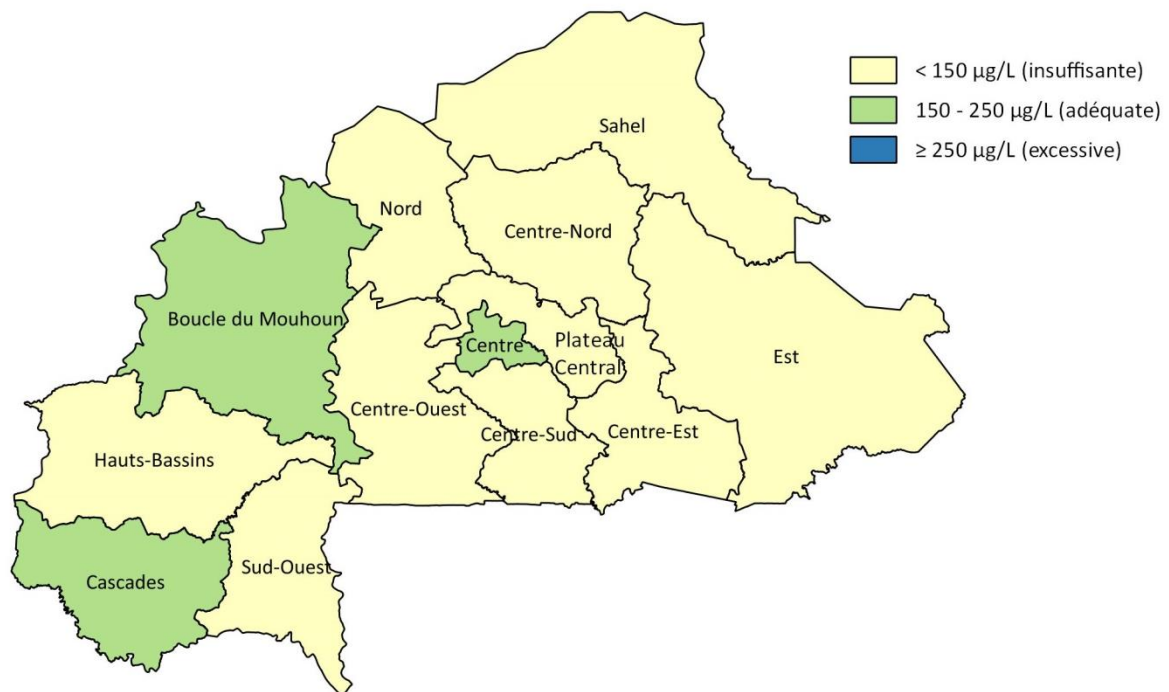 < 150 µg/L (insuffisante)
150 - 250 µg/L (adéquate)
≥ 250 µg/L (excessive)
Sahel
Nord
Centre-Nord
Boucle du Mouhoun
Centre
Plateau
Central
Est
Centre-Ouest
Centre-Sud
Centre-Est
Hauts-Bassins
Sud-Ouest
Cascades